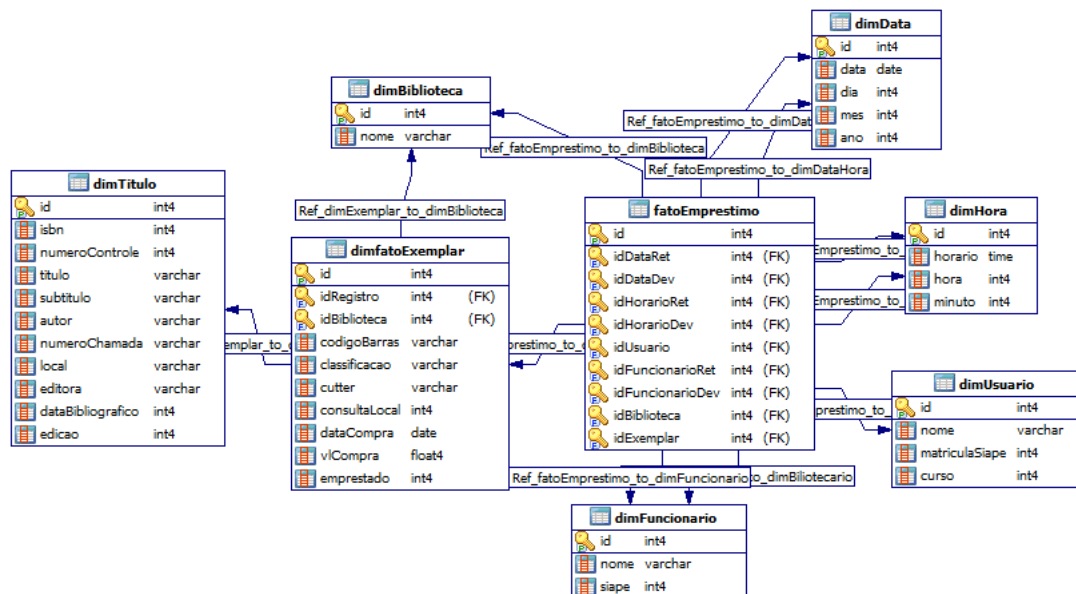 dimData
id int4
data date
dia int4
mes int4
ano int4
dimBiblioteca
id int4
nome varchar
Ref_fatoEmprestimo_to_dimDat
Ref_fatoEmprestimo_to_dimBiblioteca
Ref_fatoEmprestimo_to_dimDataHora
dimTitulo
id int4
isbn int4
numeroControle int4
titulo varchar
subtitulo varchar
autor varchar
numeroChamada varchar
local varchar
editora varchar
dataBibliografico int4
edicao int4
Ref_dimExemplar_to_dimBiblioteca
dimfatoExemplar
id int4
idRegistro int4 (FK)
idBiblioteca int4 (FK)
codigoBarras varchar
classificacao varchar
cutter varchar
consultaLocal int4
dataCompra date
vlCompra float4
emprestado int4
emplar_to_d
prestimo_to_d
fatoEmprestimo
id int4
idDataRet int4 (FK)
idDataDev int4 (FK)
idHorarioRet int4 (FK)
idHorarioDev int4 (FK)
idUsuario int4 (FK)
idFuncionarioRet int4 (FK)
idFuncionarioDev int4 (FK)
idBiblioteca int4 (FK)
idExemplar int4 (FK)
dimHora
id int4
horario time
hora int4
minuto int4
Emprestimo_to_
Emprestimo_to_
dimUsuario
id int4
nome varchar
matriculaSiape int4
curso int4
prestimo_to_
Ref_fatoEmprestimo_to_dimFuncionario
to_dimBiliotecario
dimFuncionario
id int4
nome varchar
siape int4